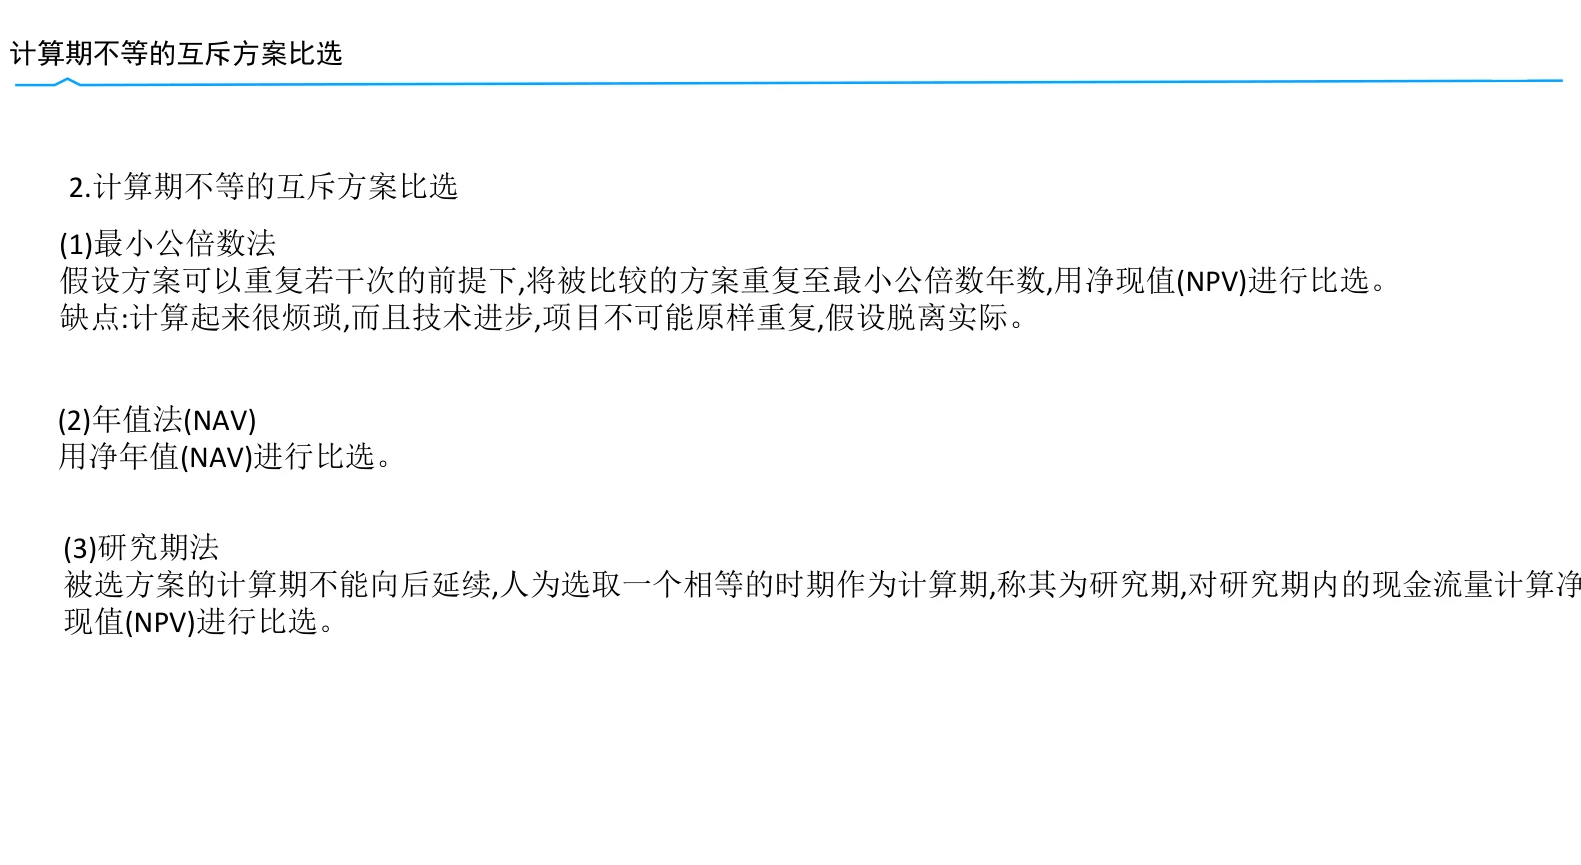 计算期不等的互斥方案比选
2.计算期不等的互斥方案比选
(1)最小公倍数法
假设方案可以重复若干次的前提下,将被比较的方案重复至最小公倍数年数,用净现值(NPV)进行比选。
缺点:计算起来很烦琐,而且技术进步,项目不可能原样重复,假设脱离实际。
(2)年值法(NAV)
用净年值(NAV)进行比选。
(3)研究期法
被选方案的计算期不能向后延续,人为选取一个相等的时期作为计算期,称其为研究期,对研究期内的现金流量计算净
现值(NPV)进行比选。